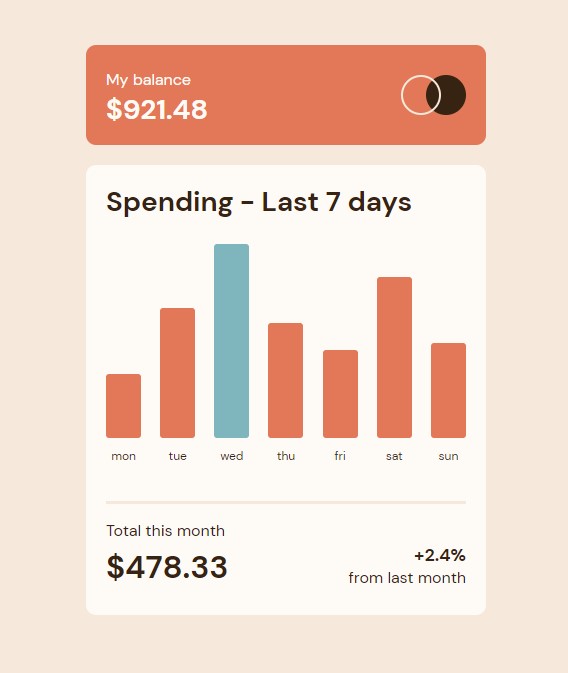 My balance
$921.48
Spending - Last 7 days
mon tue wed thu fri sat sun
Total this month
$478.33
+2.4%
from last month